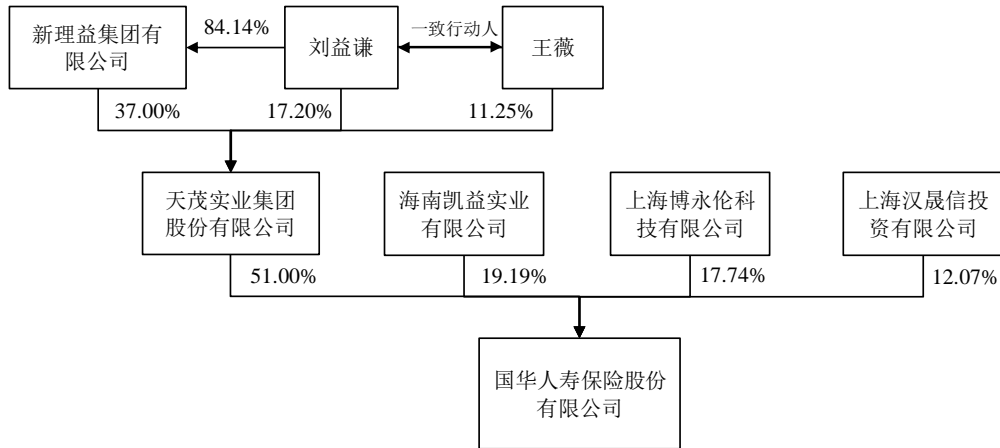 新理益集团有
限公司
84.14%
刘益谦
一致行动人
王薇
37.00%
17.20%
11.25%
天茂实业集团
股份有限公司
海南凯益实业
有限公司
上海博永伦科
技有限公司
上海汉晟信投
资有限公司
51.00%
19.19%
17.74%
12.07%
国华人寿保险股份
有限公司